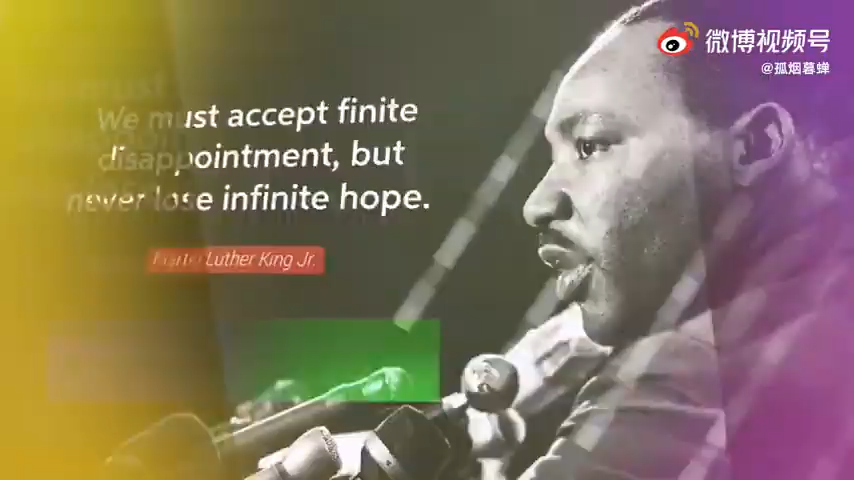 微博视频号
@孤烟暮蝉
We must accept finite
disappointment, but
never lose infinite hope.
Martin Luther King Jr.